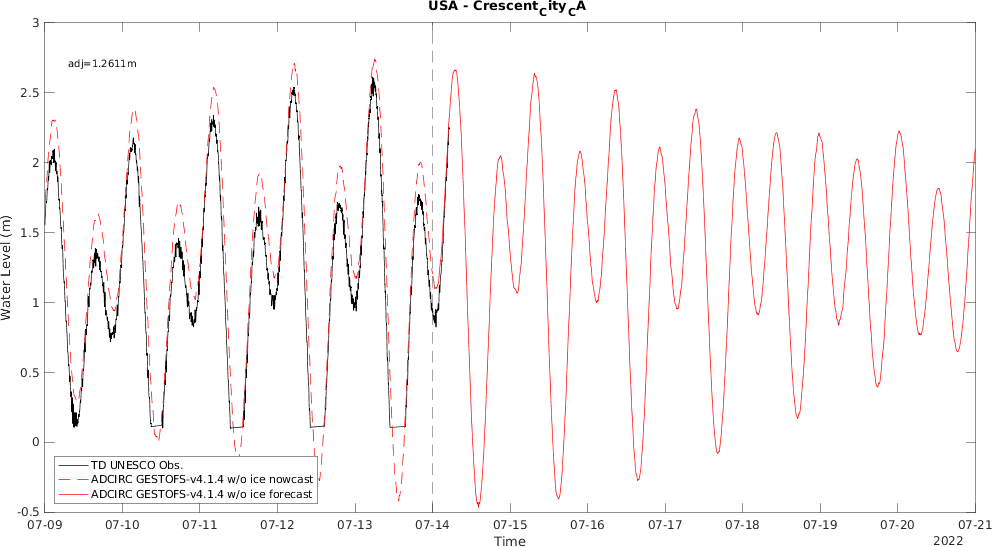 USA - Crescent_City_CA
adj=1.2611m
3
2.5
2
1.5
1
0.5
0
-0.5
Water Level (m)
TD UNESCO Obs.
ADCIRC GESTOFS-v4.1.4 w/o ice nowcast
ADCIRC GESTOFS-v4.1.4 w/o ice forecast
07-09 07-10 07-11 07-12 07-13 07-14 07-15 07-16 07-17 07-18 07-19 07-20 07-21
Time
2022